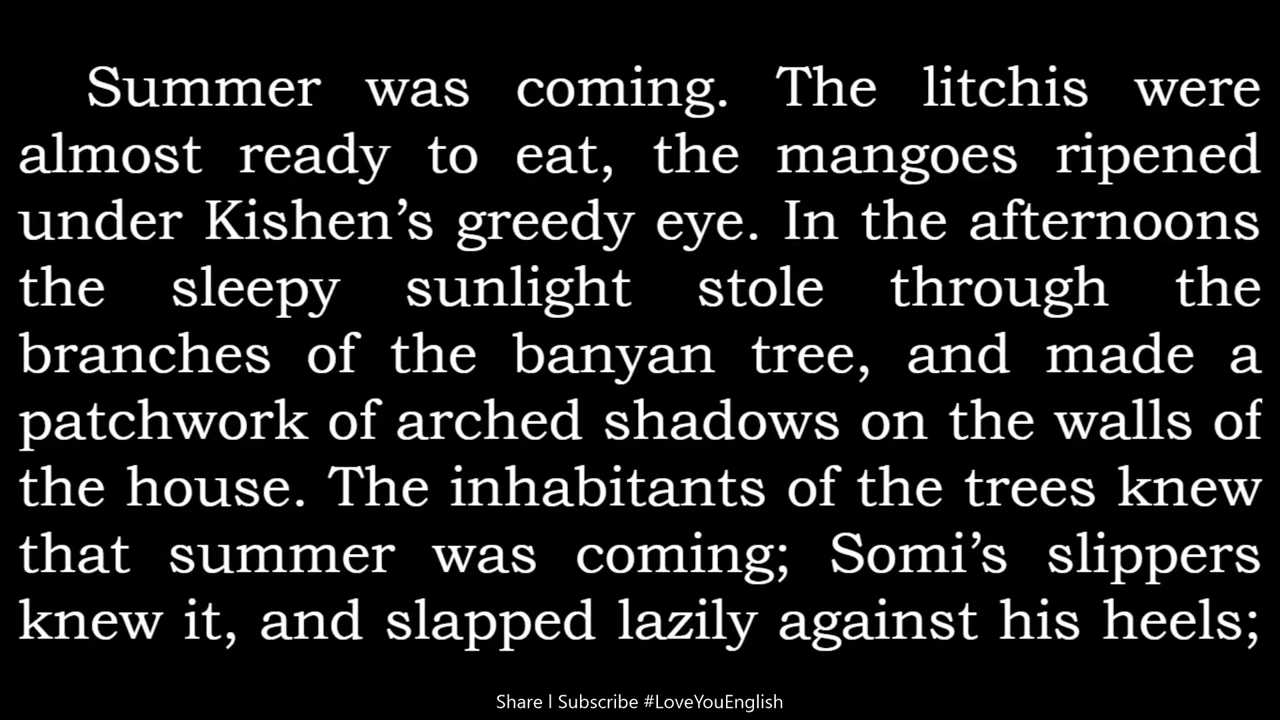 Summer was coming. The litchis were
almost ready to eat, the mangoes ripened
under Kishen’s greedy eye. In the afternoons
the sleepy sunlight stole through the
branches of the banyan tree, and made a
patchwork of arched shadows on the walls of
the house. The inhabitants of the trees knew
that summer was coming; Somi’s slippers
knew it, and slapped lazily against his heels;
Share l Subscribe #LoveYouEnglish